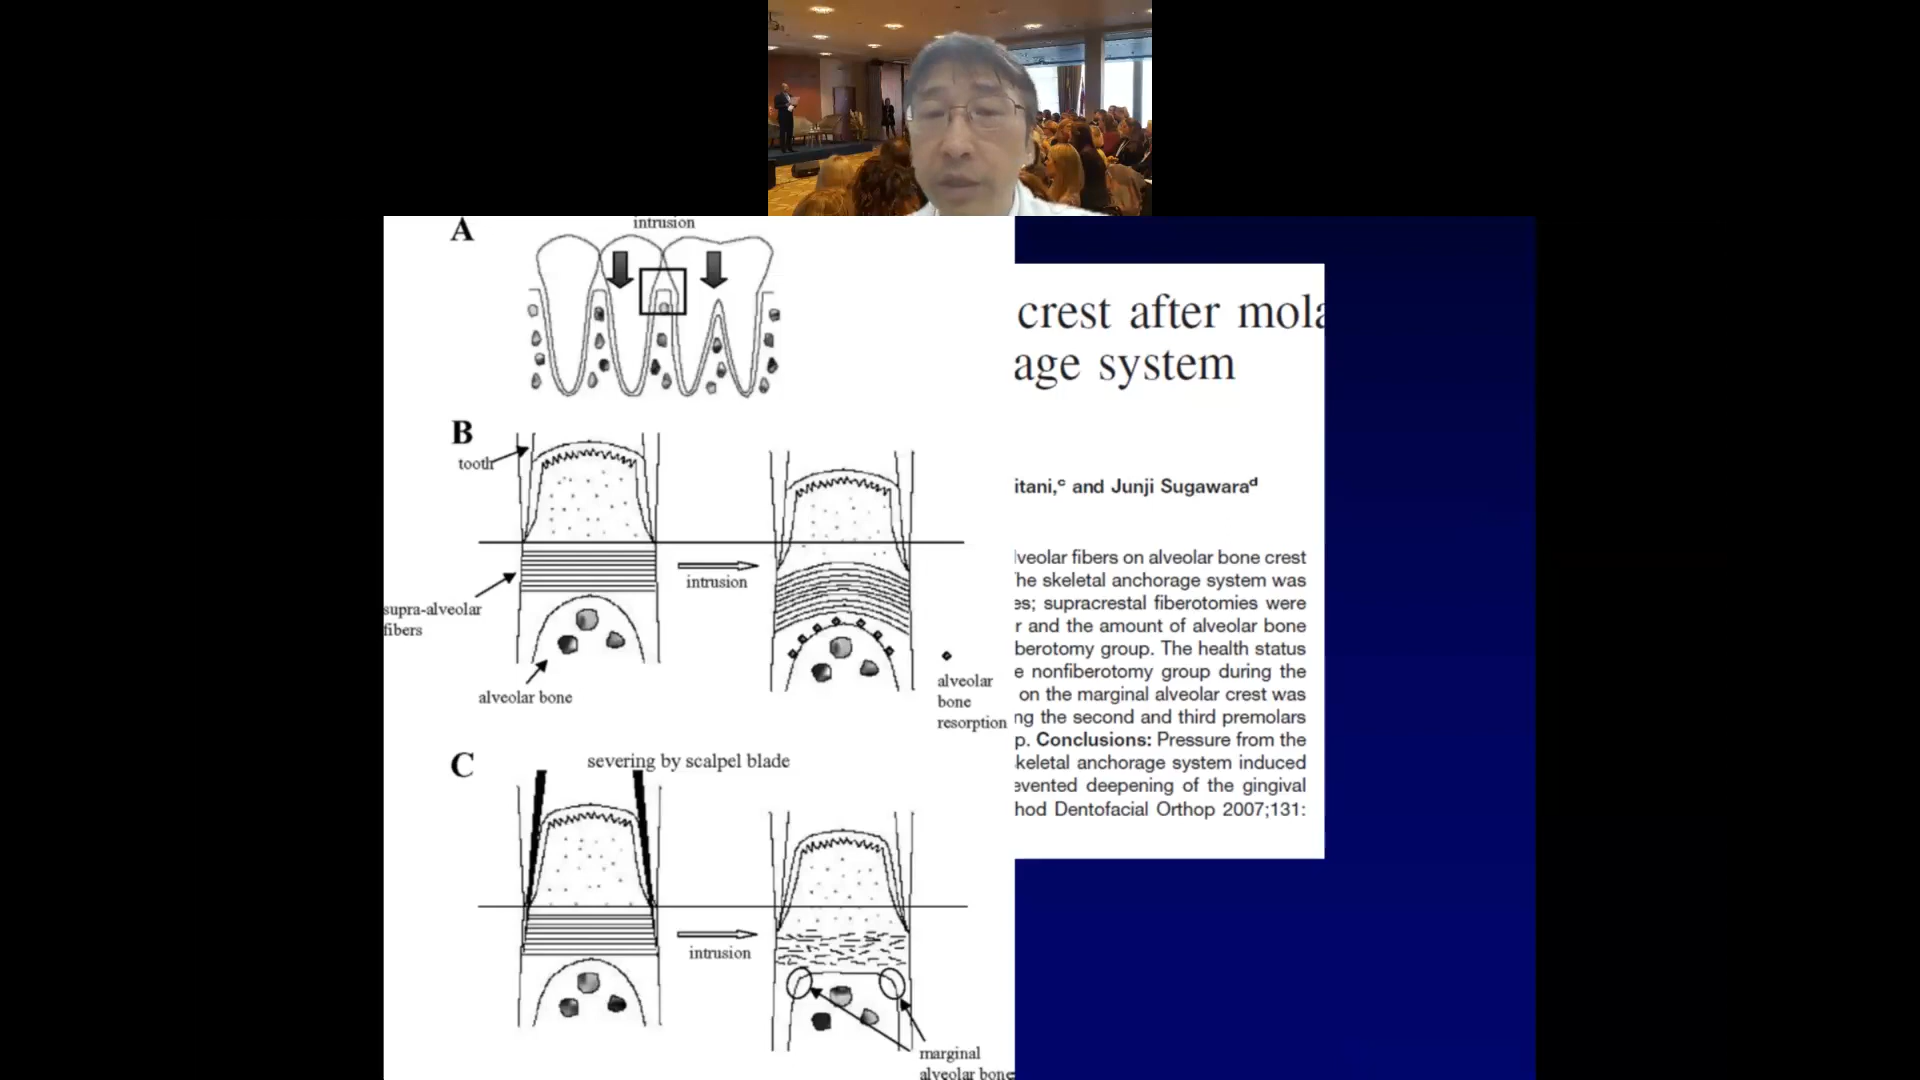 A
intrusion
B
tooth
supra-alveolar
fibers
intrusion
alveolar bone
alveolar
bone
resorption
C
severing by scalpel blade
intrusion
marginal
alveolar bone
crest after mola
age system
itani,c and Junji Sugawarad
lveolar fibers on alveolar bone crest
he skeletal anchorage system was
es; supracrestal fiberotomies were
r and the amount of alveolar bone
berotomy group. The health status
e nonfiberotomy group during the
on the marginal alveolar crest was
ng the second and third premolars
p. Conclusions: Pressure from the
keletal anchorage system induced
evented deepening of the gingival
hod Dentofacial Orthop 2007;131: